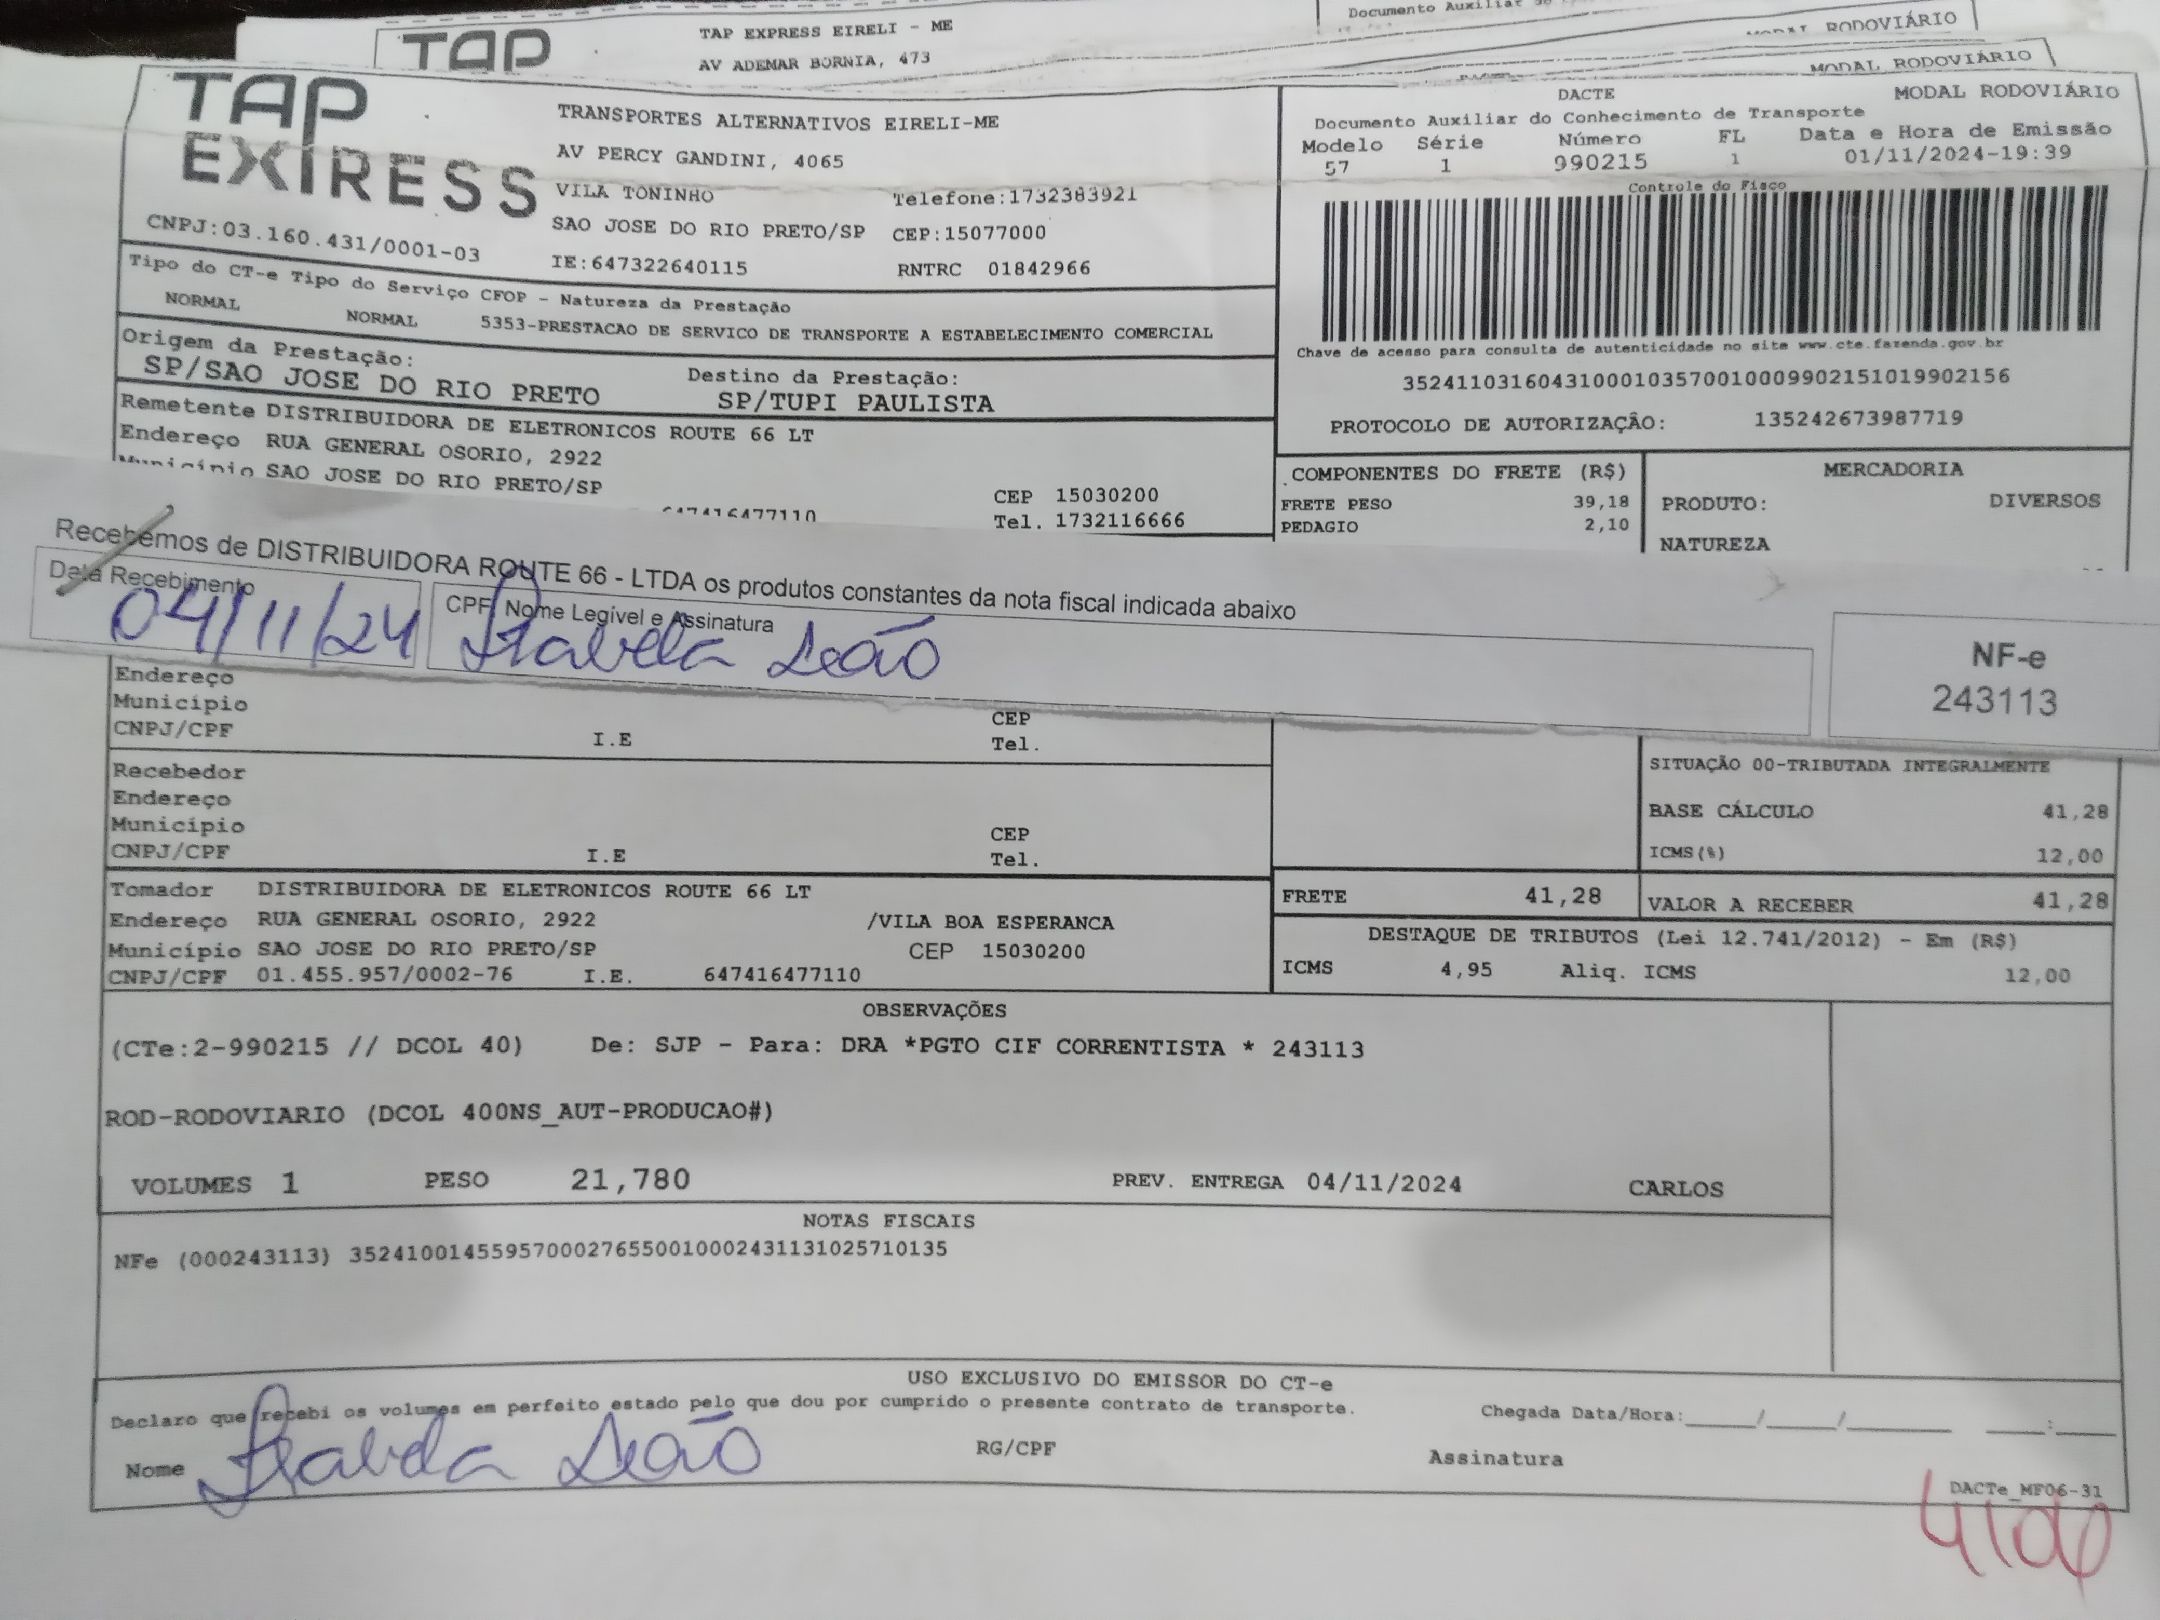 TAP
TAP EXPRESS EIRELI - ME
AV ADEMAR BORNIA, 473
Documento Auxiliar do
MODAL RODOVIÁRIO
MODAL RODOVIÁRIO
TAP
EXIRESS
CNPJ:03.160.431/0001-03
TRANSPORTES ALTERNATIVOS EIRELI-ME
AV PERCY GANDINI, 4065
VILA TONINHO Telefone:1732383921
SAO JOSE DO RIO PRETO/SP CEP:15077000
IE:647322640115 RNTRC 01842966
DACTE MODAL RODOVIÁRIO
Documento Auxiliar do Conhecimento de Transporte
Modelo Série Número FL Data e Hora de Emissão
57 1 990215 1 01/11/2024-19:39
Controle do Fisco
Chave de acesso para consulta de autenticidade no site www.cte.fazenda.gov.br
35241103160431000103570010009902151019902156
PROTOCOLO DE AUTORIZAÇÂO: 135242673987719
Tipo do CT-e Tipo do Serviço CFOP - Natureza da Prestação
NORMAL NORMAL 5353-PRESTACAO DE SERVICO DE TRANSPORTE A ESTABELECIMENTO COMERCIAL
Origem da Prestação: Destino da Prestação:
SP/SAO JOSE DO RIO PRETO SP/TUPI PAULISTA
Remetente DISTRIBUIDORA DE ELETRONICOS ROUTE 66 LT
Endereço RUA GENERAL OSORIO, 2922
Município SAO JOSE DO RIO PRETO/SP CEP 15030200
647416477110 Tel. 1732116666
COMPONENTES DO FRETE (R$)
FRETE PESO 39,18
PEDAGIO 2,10
MERCADORIA
PRODUTO: DIVERSOS
NATUREZA
Recebemos de DISTRIBUIDORA ROUTE 66 - LTDA os produtos constantes da nota fiscal indicada abaixo
Data Recebimento
04/11/24
CPF, Nome Legível e Assinatura
Izabela Leão
NF-e
243113
Endereço
Município CEP
CNPJ/CPF I.E Tel.
Recebedor
Endereço
Município CEP
CNPJ/CPF I.E Tel.
SITUAÇÃO 00-TRIBUTADA INTEGRALMENTE
BASE CÁLCULO 41,28
ICMS(%) 12,00
Tomador DISTRIBUIDORA DE ELETRONICOS ROUTE 66 LT
Endereço RUA GENERAL OSORIO, 2922 /VILA BOA ESPERANCA
Município SAO JOSE DO RIO PRETO/SP CEP 15030200
CNPJ/CPF 01.455.957/0002-76 I.E. 647416477110
FRETE 41,28 VALOR A RECEBER 41,28
DESTAQUE DE TRIBUTOS (Lei 12.741/2012) - Em (R$)
ICMS 4,95 Aliq. ICMS 12,00
OBSERVAÇÕES
(CTe:2-990215 // DCOL 40) De: SJP - Para: DRA *PGTO CIF CORRENTISTA * 243113
ROD-RODOVIARIO (DCOL 400NS_AUT-PRODUCAO#)
VOLUMES 1 PESO 21,780 PREV. ENTREGA 04/11/2024 CARLOS
NOTAS FISCAIS
NFe (000243113) 35241001455957000276550010002431131025710135
USO EXCLUSIVO DO EMISSOR DO CT-e
Declaro que recebi os volumes em perfeito estado pelo que dou por cumprido o presente contrato de transporte. Chegada Data/Hora:_____/_____/_______ ____:____
Nome Izabela Leão RG/CPF Assinatura
DACTe_MF06-31